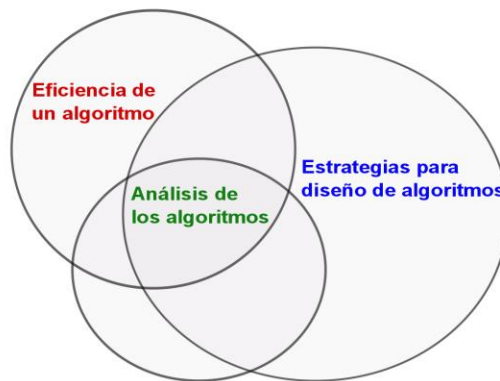 Eficiencia de
un algoritmo
Estrategias para
diseño de algoritmos
Análisis de
los algoritmos